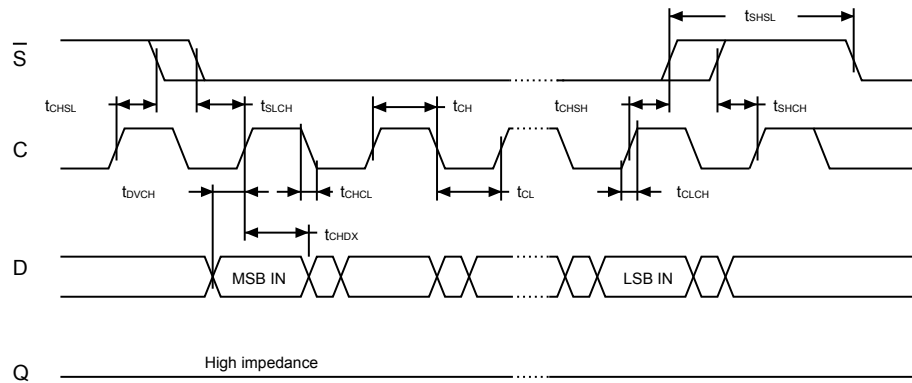 tSHSL
S
tCHSL
tSLCH
tCH
tCHSH
tSHCH
C
tDVCH
tCHCL
tCL
tCLCH
tCHDX
D
MSB IN
LSB IN
High impedance
Q